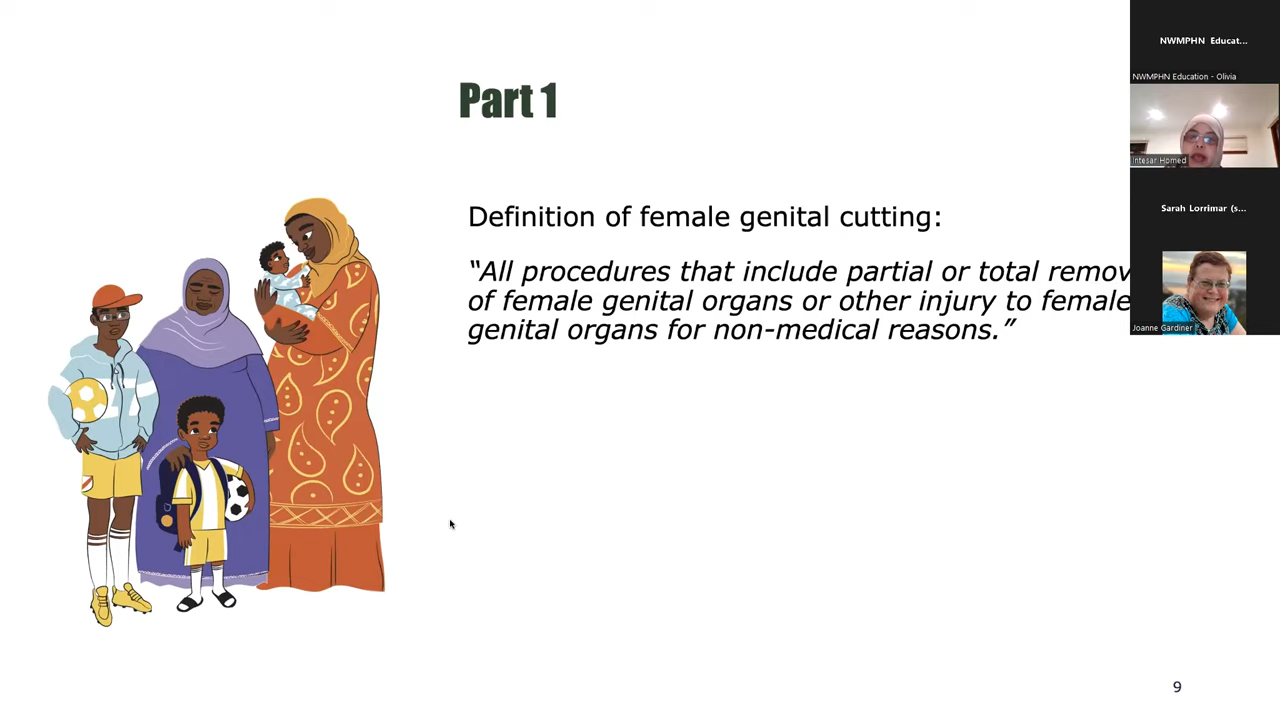 Part 1
Definition of female genital cutting:
“All procedures that include partial or total remov
of female genital organs or other injury to female
genital organs for non-medical reasons.”
9
NWMPHN Educat...
NWMPHN Education - Olivia
Intesar Homed
Sarah Lorrimar (s...
Joanne Gardiner